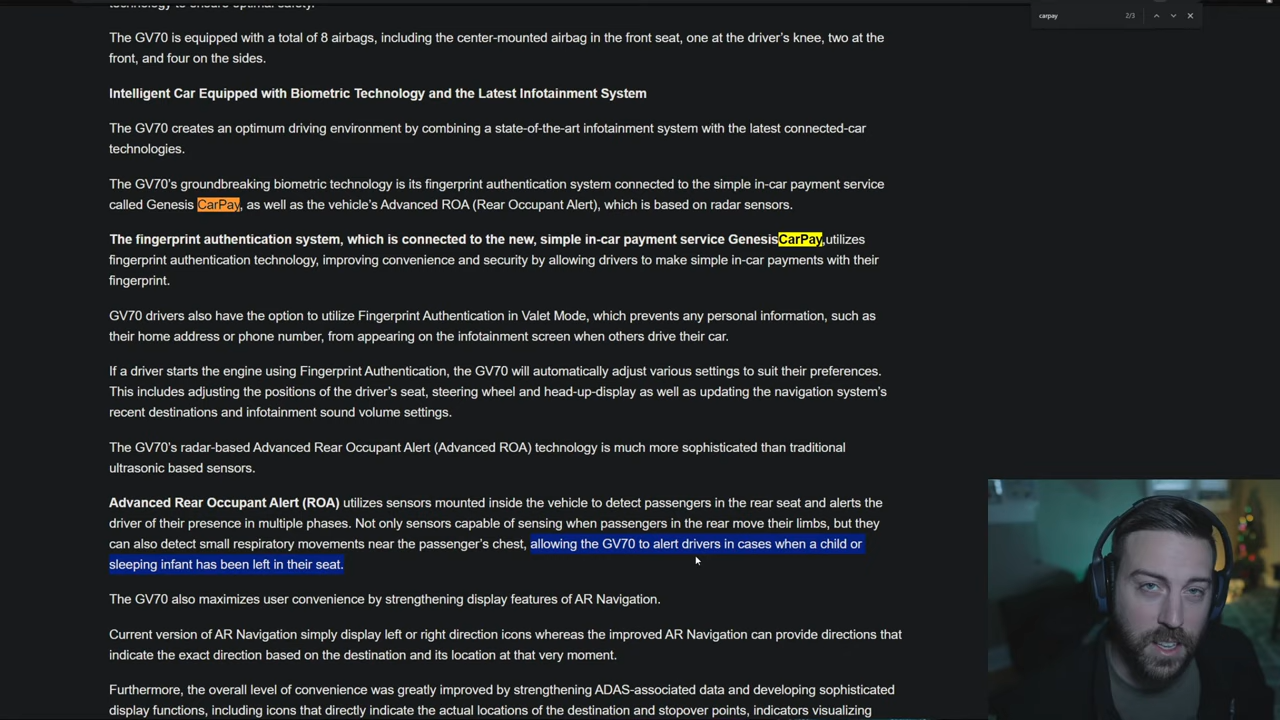 technology to ensure optimal safety.
carpay 2/3
The GV70 is equipped with a total of 8 airbags, including the center-mounted airbag in the front seat, one at the driver's knee, two at the
front, and four on the sides.
Intelligent Car Equipped with Biometric Technology and the Latest Infotainment System
The GV70 creates an optimum driving environment by combining a state-of-the-art infotainment system with the latest connected-car
technologies.
The GV70's groundbreaking biometric technology is its fingerprint authentication system connected to the simple in-car payment service
called Genesis CarPay, as well as the vehicle's Advanced ROA (Rear Occupant Alert), which is based on radar sensors.
The fingerprint authentication system, which is connected to the new, simple in-car payment service GenesisCarPay,utilizes
fingerprint authentication technology, improving convenience and security by allowing drivers to make simple in-car payments with their
fingerprint.
GV70 drivers also have the option to utilize Fingerprint Authentication in Valet Mode, which prevents any personal information, such as
their home address or phone number, from appearing on the infotainment screen when others drive their car.
If a driver starts the engine using Fingerprint Authentication, the GV70 will automatically adjust various settings to suit their preferences.
This includes adjusting the positions of the driver's seat, steering wheel and head-up-display as well as updating the navigation system's
recent destinations and infotainment sound volume settings.
The GV70's radar-based Advanced Rear Occupant Alert (Advanced ROA) technology is much more sophisticated than traditional
ultrasonic based sensors.
Advanced Rear Occupant Alert (ROA) utilizes sensors mounted inside the vehicle to detect passengers in the rear seat and alerts the
driver of their presence in multiple phases. Not only sensors capable of sensing when passengers in the rear move their limbs, but they
can also detect small respiratory movements near the passenger's chest, allowing the GV70 to alert drivers in cases when a child or
sleeping infant has been left in their seat.
The GV70 also maximizes user convenience by strengthening display features of AR Navigation.
Current version of AR Navigation simply display left or right direction icons whereas the improved AR Navigation can provide directions that
indicate the exact direction based on the destination and its location at that very moment.
Furthermore, the overall level of convenience was greatly improved by strengthening ADAS-associated data and developing sophisticated
display functions, including icons that directly indicate the actual locations of the destination and stopover points, indicators visualizing